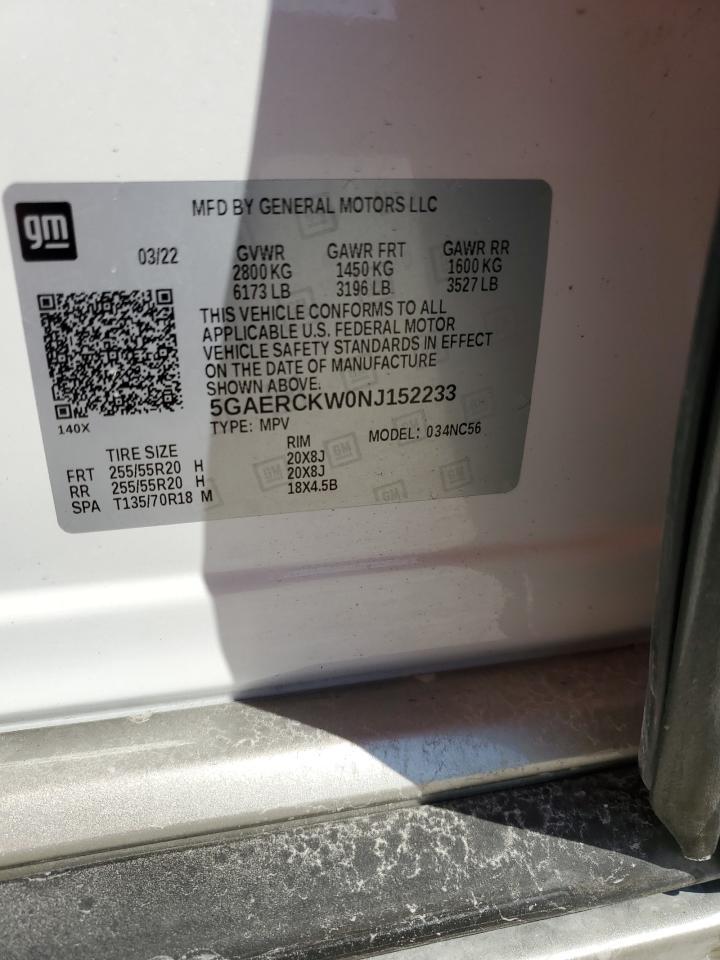 gm
MFD BY GENERAL MOTORS LLC
03/22 GVWR GAWR FRT GAWR RR
2800 KG 1450 KG 1600 KG
6173 LB 3196 LB 3527 LB
THIS VEHICLE CONFORMS TO ALL
APPLICABLE U.S. FEDERAL MOTOR
VEHICLE SAFETY STANDARDS IN EFFECT
ON THE DATE OF MANUFACTURE
SHOWN ABOVE.
5GAERCKW0NJ152233
140X
TYPE: MPV MODEL: 034NC56
TIRE SIZE RIM
FRT 255/55R20 H 20X8J
RR 255/55R20 H 20X8J
SPA T135/70R18 M 18X4.5B
GM
GM
GM